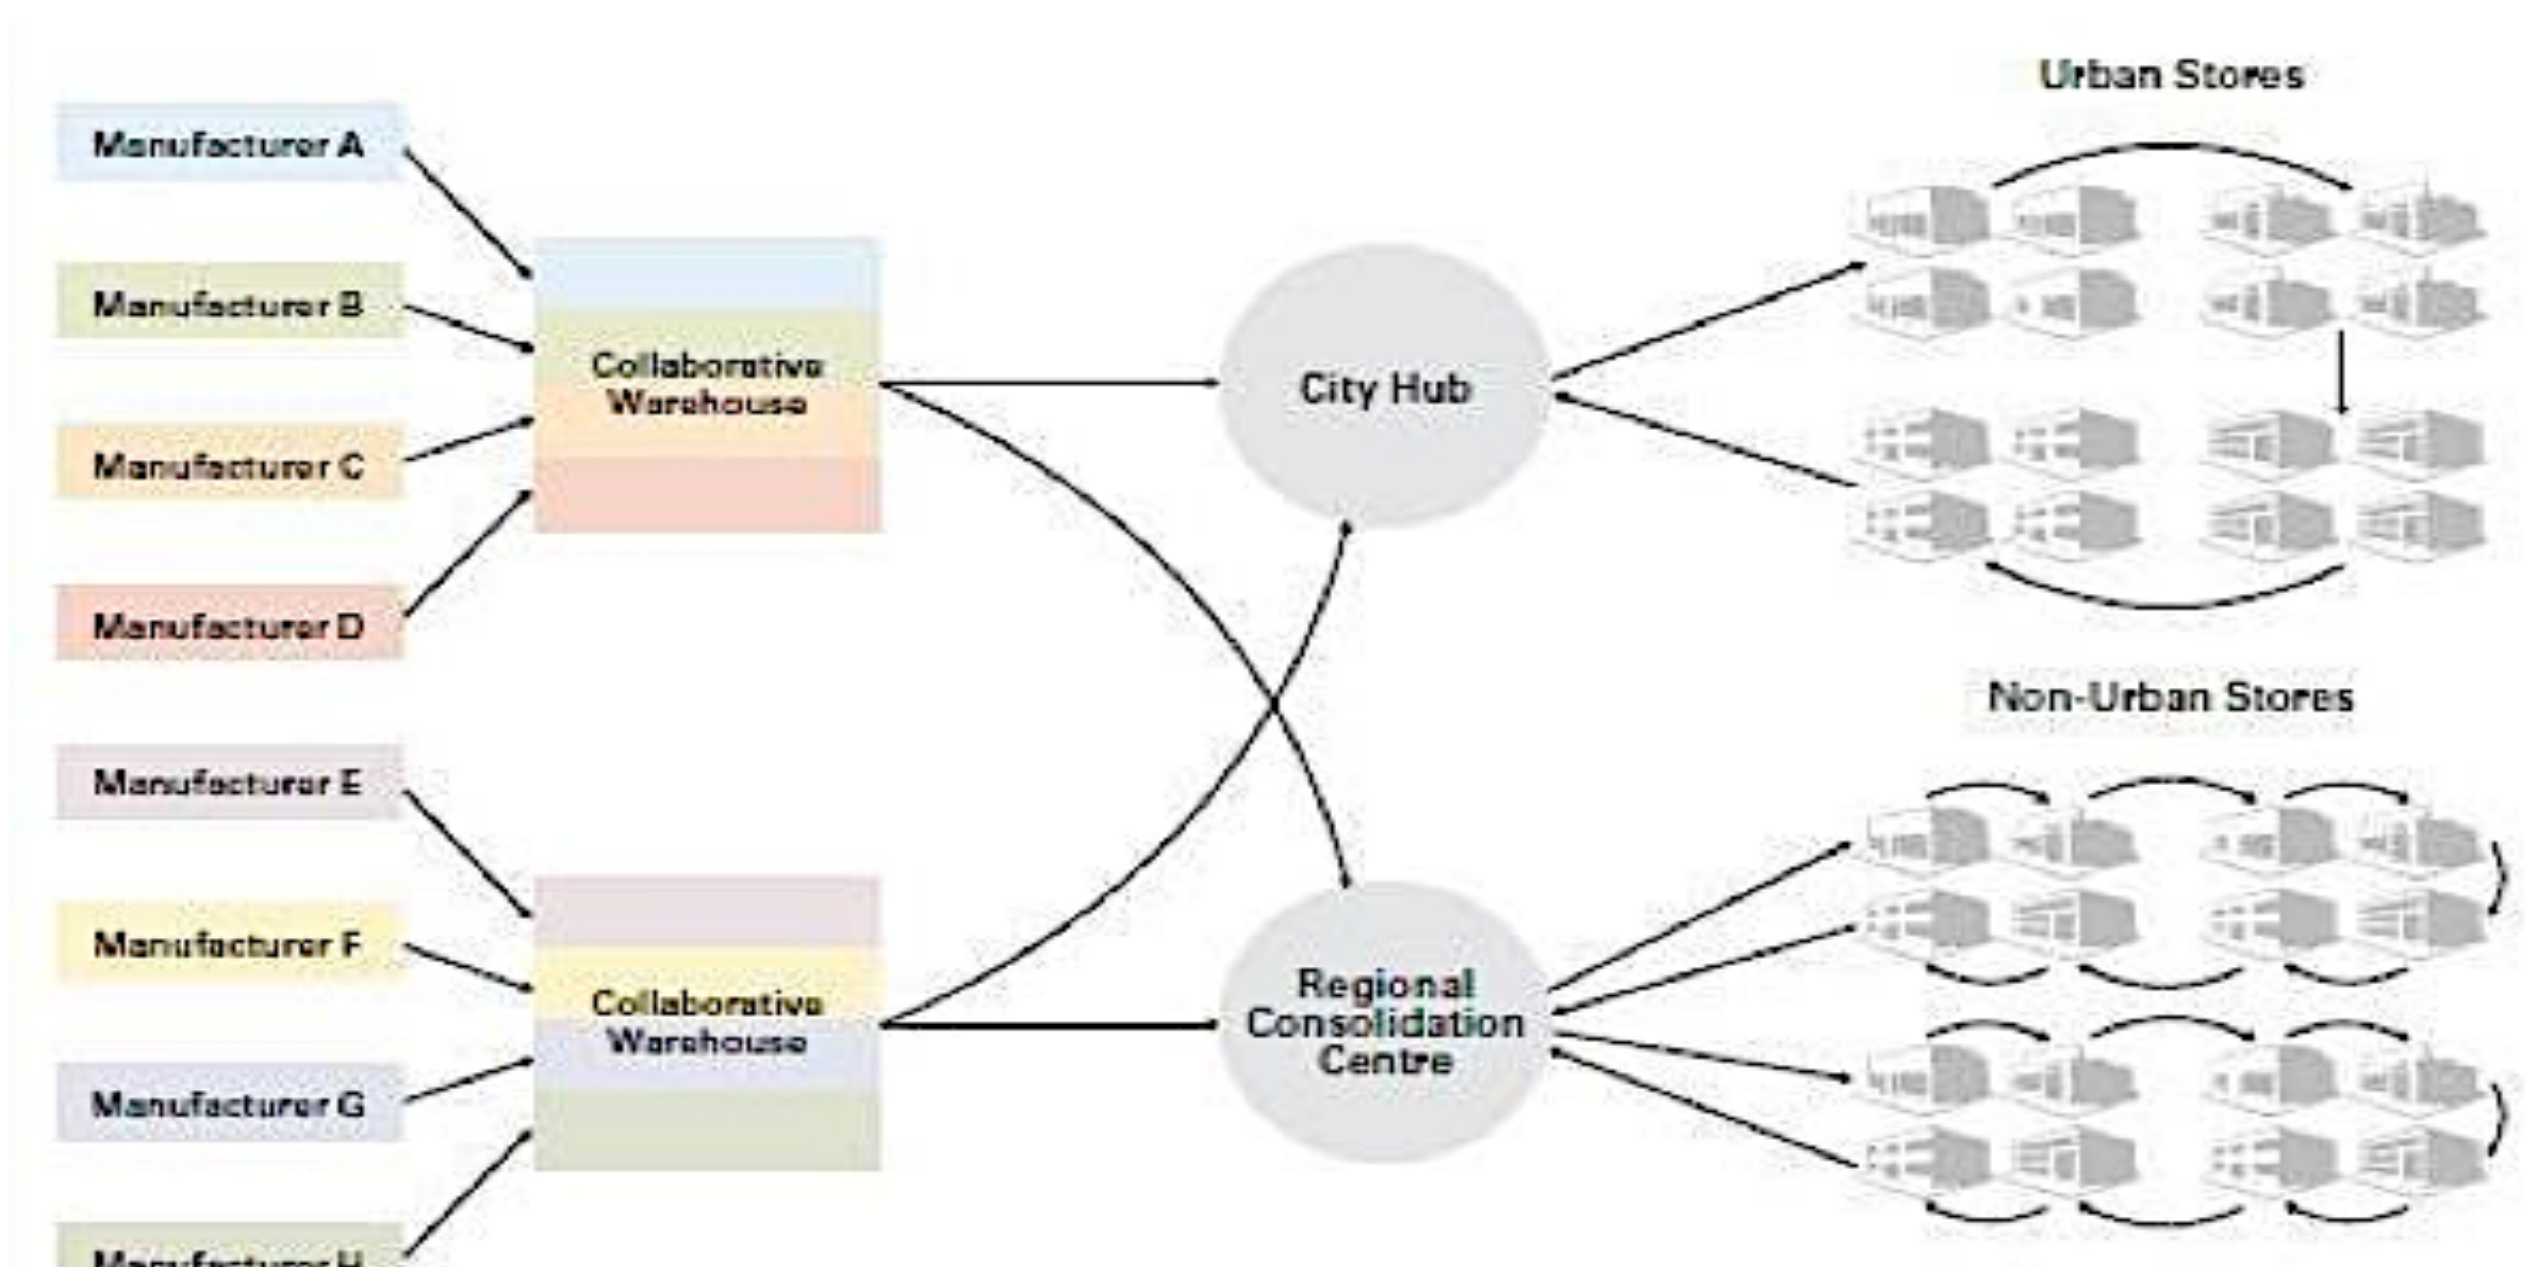 Urban Stores
Manufacturer A
Manufacturer B
Collaborative
Warehouse
City Hub
Manufacturer C
Manufacturer D
Non-Urban Stores
Manufacturer E
Manufacturer F
Collaborative
Warehouse
Regional
Consolidation
Centre
Manufacturer G
Manufacturer H